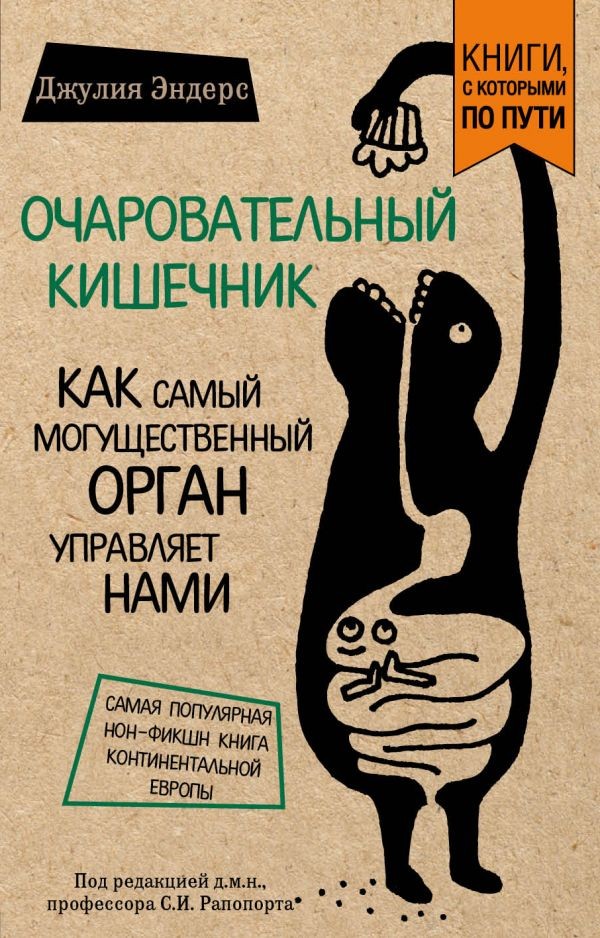 Джулия Эндерс
КНИГИ,
С КОТОРЫМИ
ПО ПУТИ
ОЧАРОВАТЕЛЬНЫЙ
КИШЕЧНИК
КАК САМЫЙ
МОГУЩЕСТВЕННЫЙ
ОРГАН
УПРАВЛЯЕТ
НАМИ
САМАЯ ПОПУЛЯРНАЯ
НОН-ФИКШН КНИГА
КОНТИНЕНТАЛЬНОЙ
ЕВРОПЫ
Под редакцией д.м.н.,
профессора С.И. Рапопорта